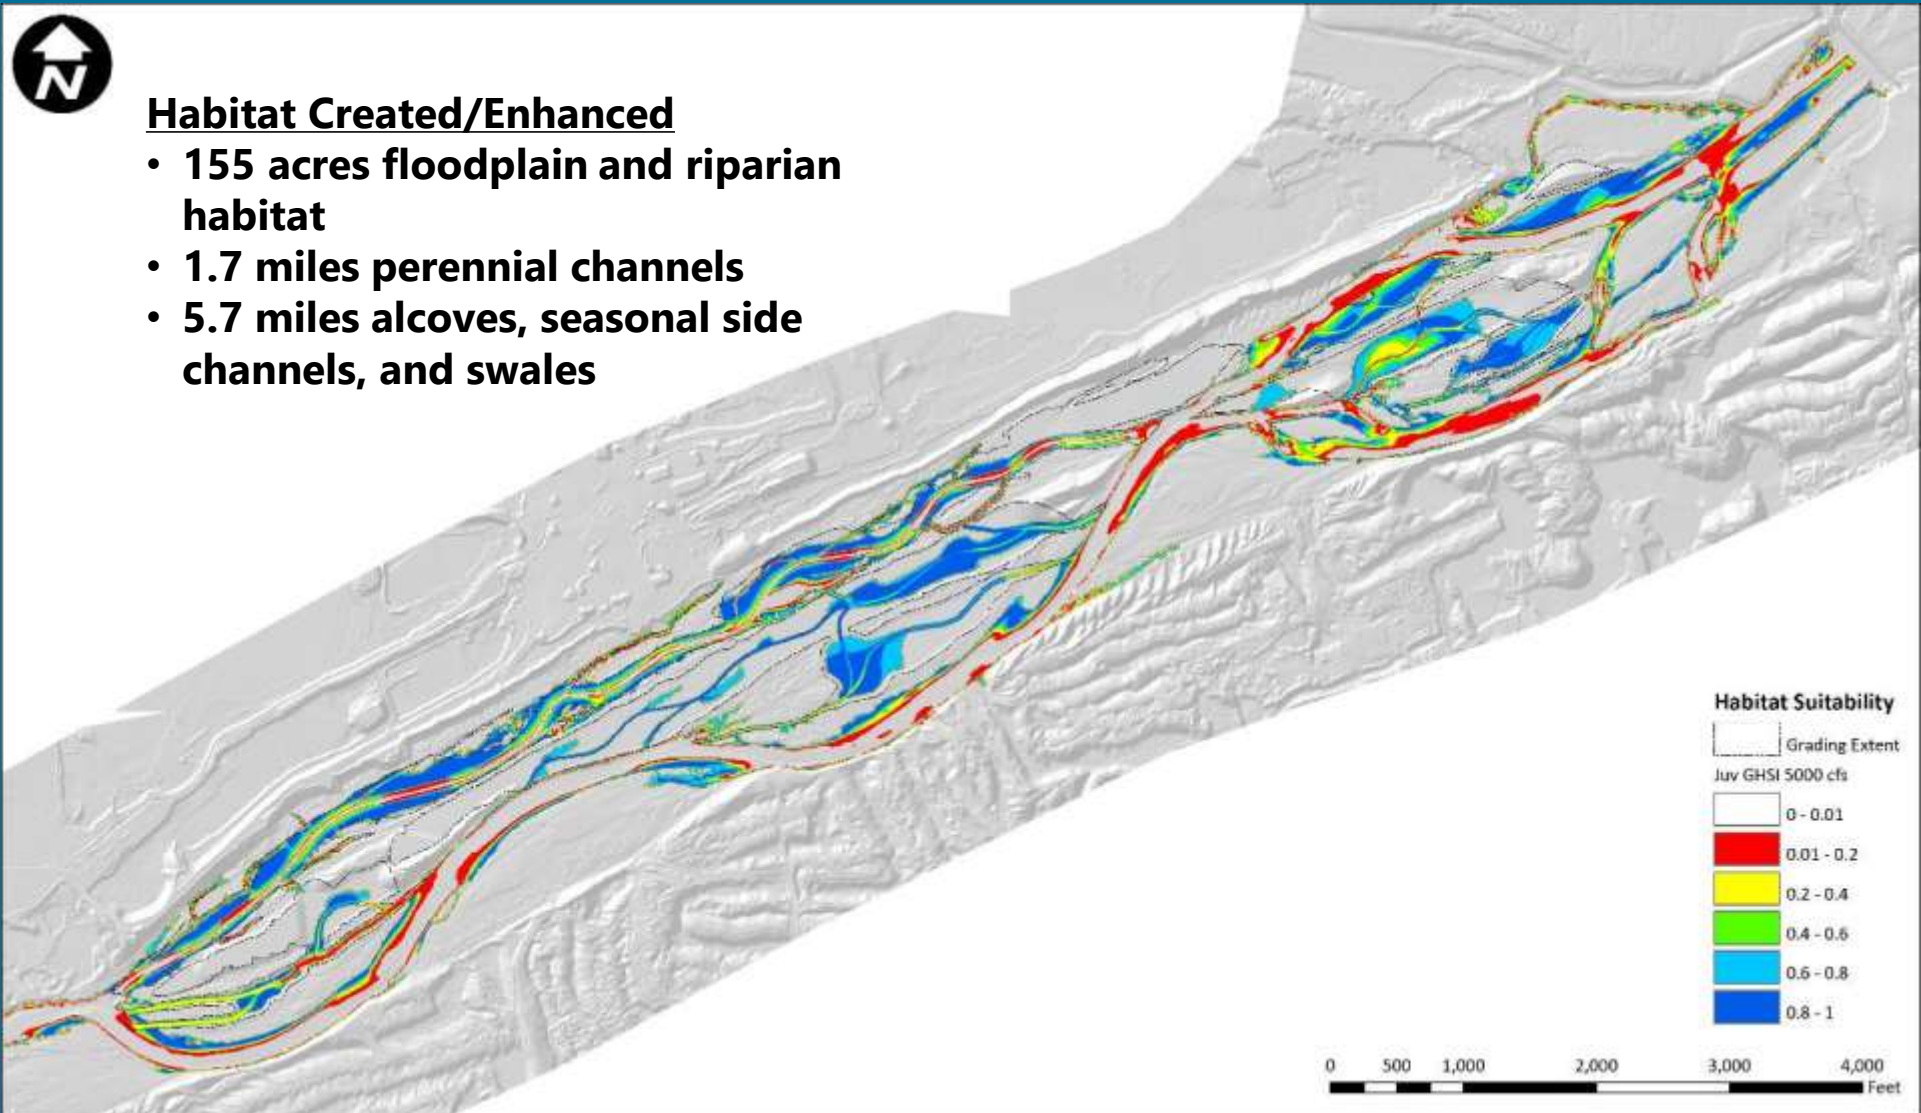 N
Habitat Created/Enhanced
• 155 acres floodplain and riparian
habitat
• 1.7 miles perennial channels
• 5.7 miles alcoves, seasonal side
channels, and swales
Habitat Suitability
Grading Extent
Juv GHSI 5000 cfs
0 - 0.01
0.01 - 0.2
0.2 - 0.4
0.4 - 0.6
0.6 - 0.8
0.8 - 1
0 500 1,000 2,000 3,000 4,000
Feet